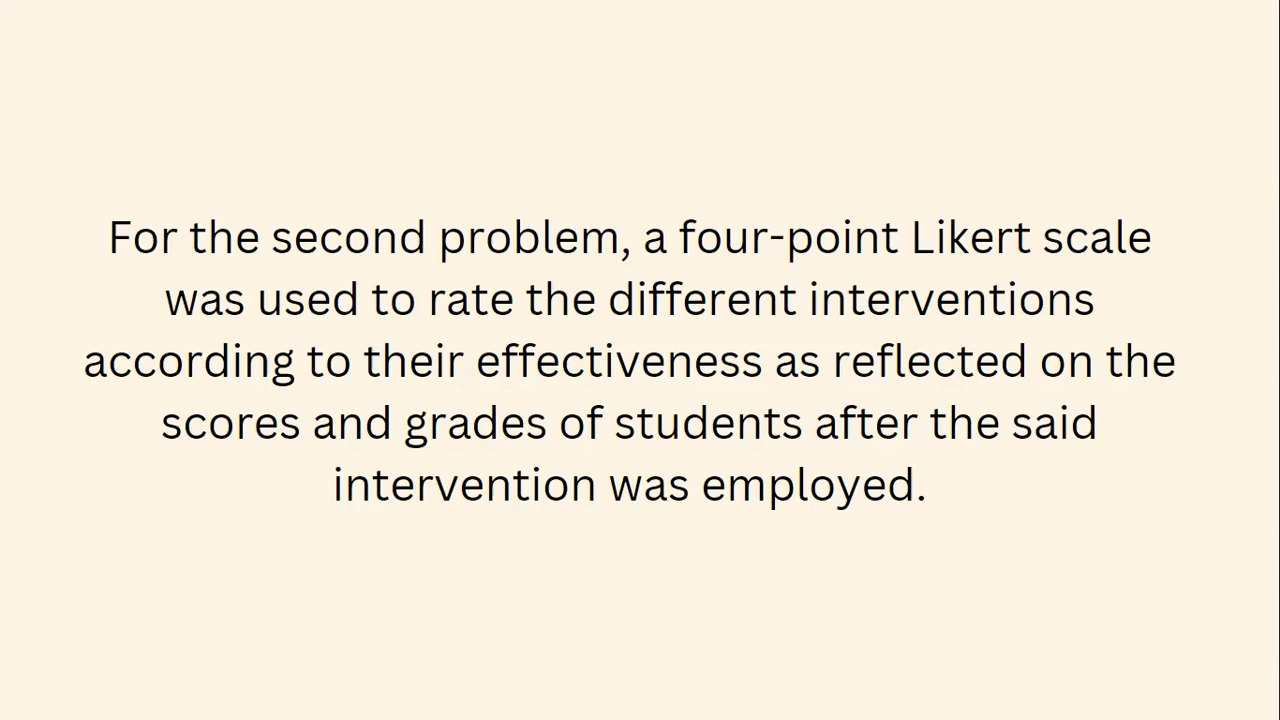 For the second problem, a four-point Likert scale
was used to rate the different interventions
according to their effectiveness as reflected on the
scores and grades of students after the said
intervention was employed.